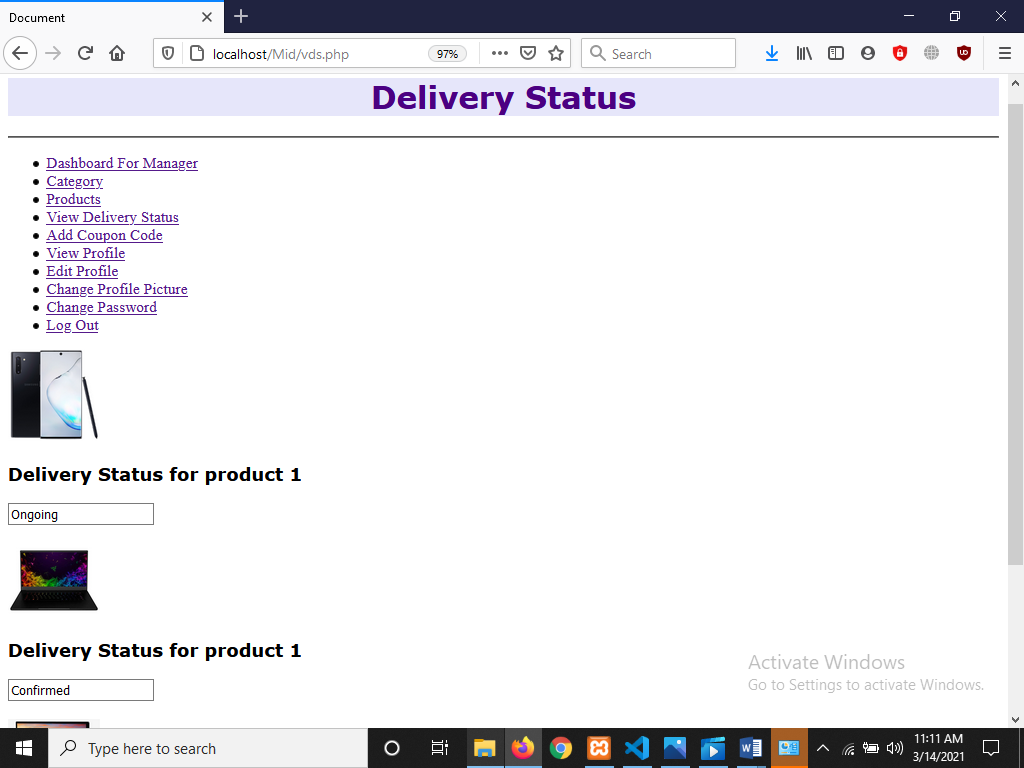 Document
localhost/Mid/vds.php
97%
Search
Delivery Status
Dashboard For Manager
Category
Products
View Delivery Status
Add Coupon Code
View Profile
Edit Profile
Change Profile Picture
Change Password
Log Out
Delivery Status for product 1
Ongoing
Delivery Status for product 1
Confirmed
Activate Windows
Go to Settings to activate Windows.
Type here to search
11:11 AM
3/14/2021